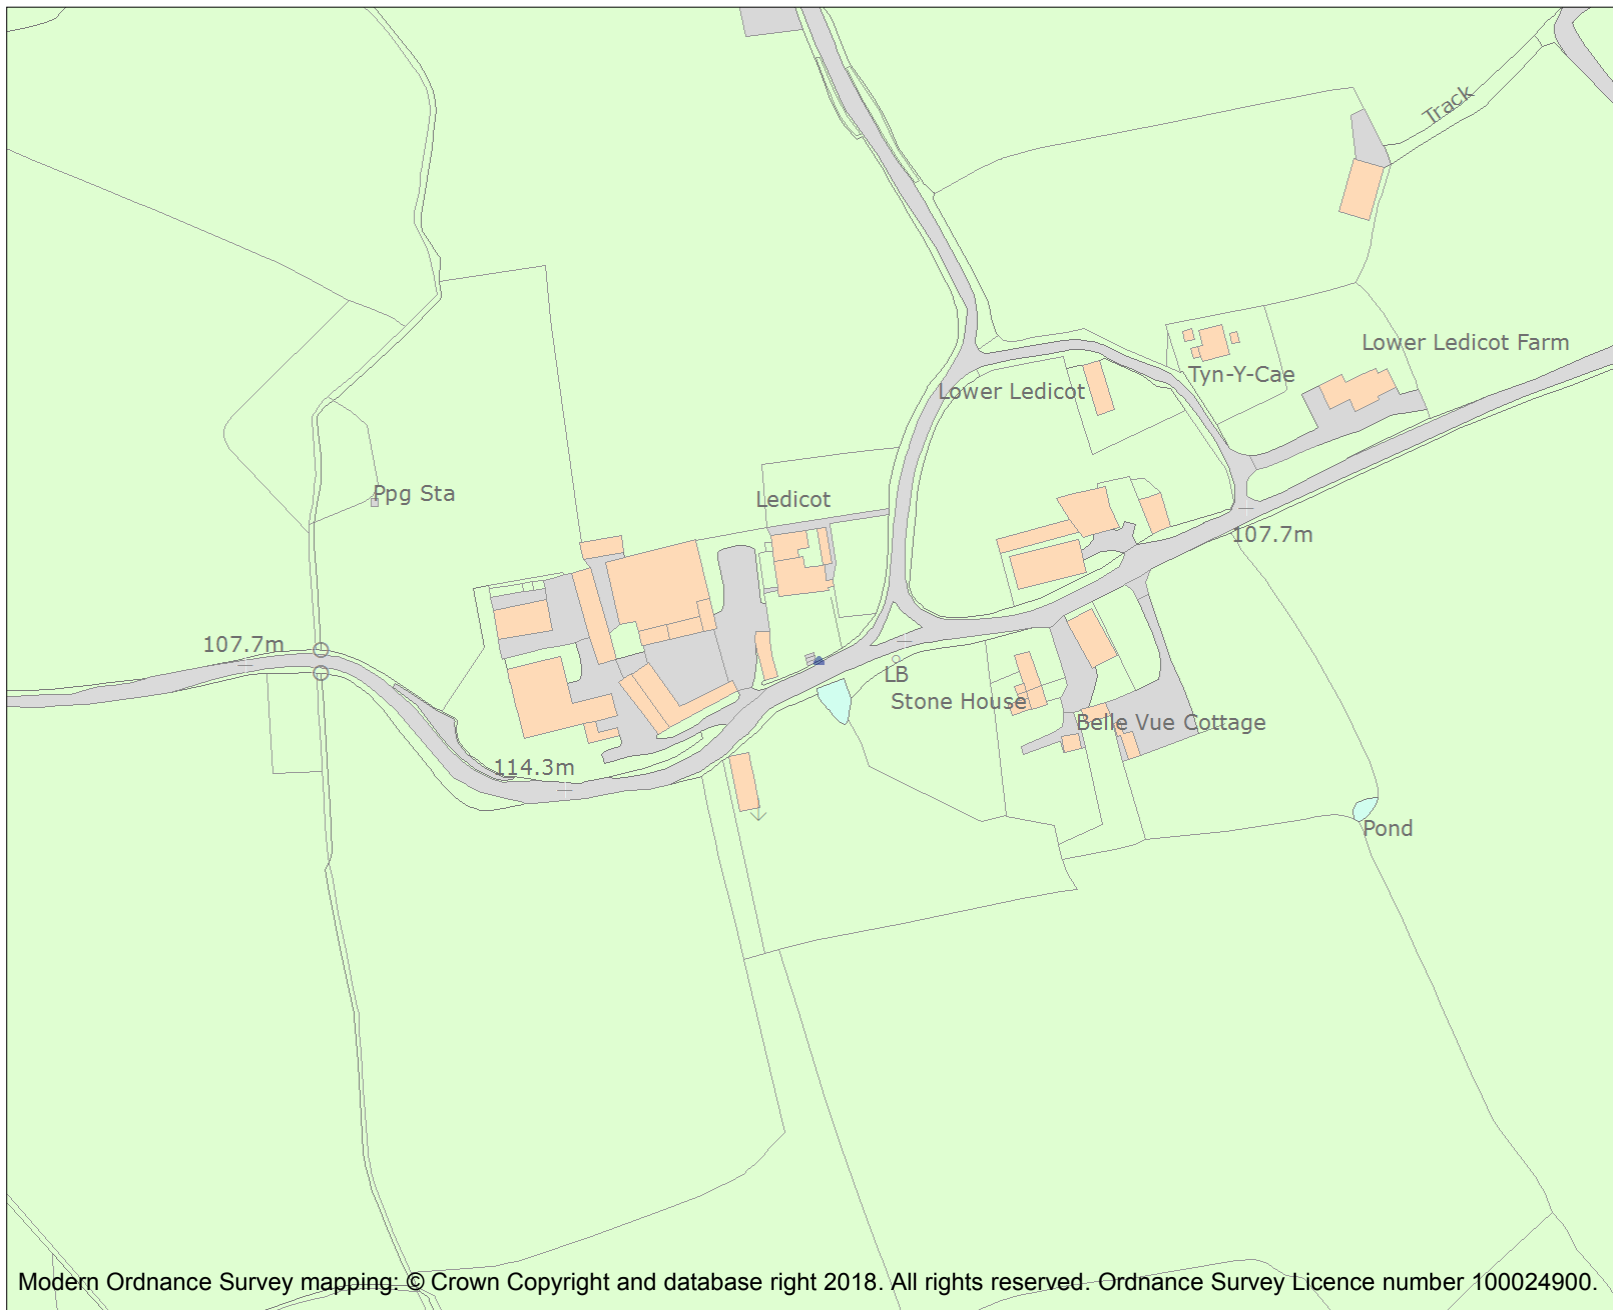 Track
Lower Ledicot Farm
Tyn-Y-Cae
Lower Ledicot
Ppg Sta
Ledicot
107.7m
107.7m
LB
Stone House
Belle Vue Cottage
114.3m
Pond
Modern Ordnance Survey mapping: © Crown Copyright and database right 2018. All rights reserved. Ordnance Survey Licence number 100024900.